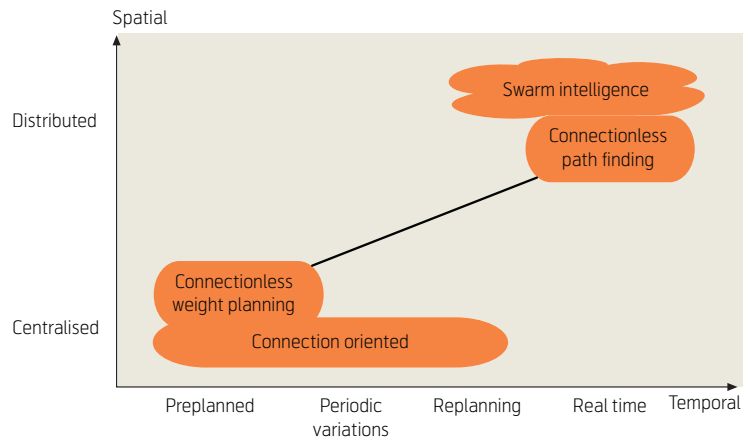 Spatial
Distributed
Swarm intelligence
Connectionless
path finding
Connectionless
weight planning
Centralised
Connection oriented
Preplanned
Periodic
variations
Replanning
Real time
Temporal